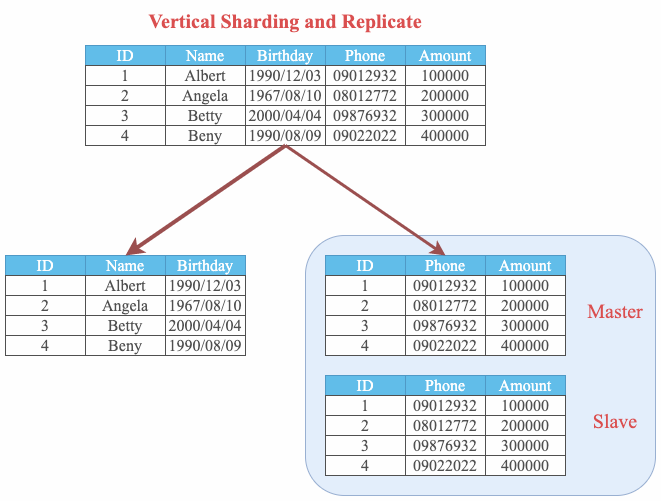 Vertical Sharding and Replicate
ID Name Birthday Phone Amount
1 Albert 1990/12/03 09012932 100000
2 Angela 1967/08/10 08012772 200000
3 Betty 2000/04/04 09876932 300000
4 Beny 1990/08/09 09022022 400000
ID Name Birthday
1 Albert 1990/12/03
2 Angela 1967/08/10
3 Betty 2000/04/04
4 Beny 1990/08/09
ID Phone Amount
1 09012932 100000
2 08012772 200000
3 09876932 300000
4 09022022 400000
Master
ID Phone Amount
1 09012932 100000
2 08012772 200000
3 09876932 300000
4 09022022 400000
Slave